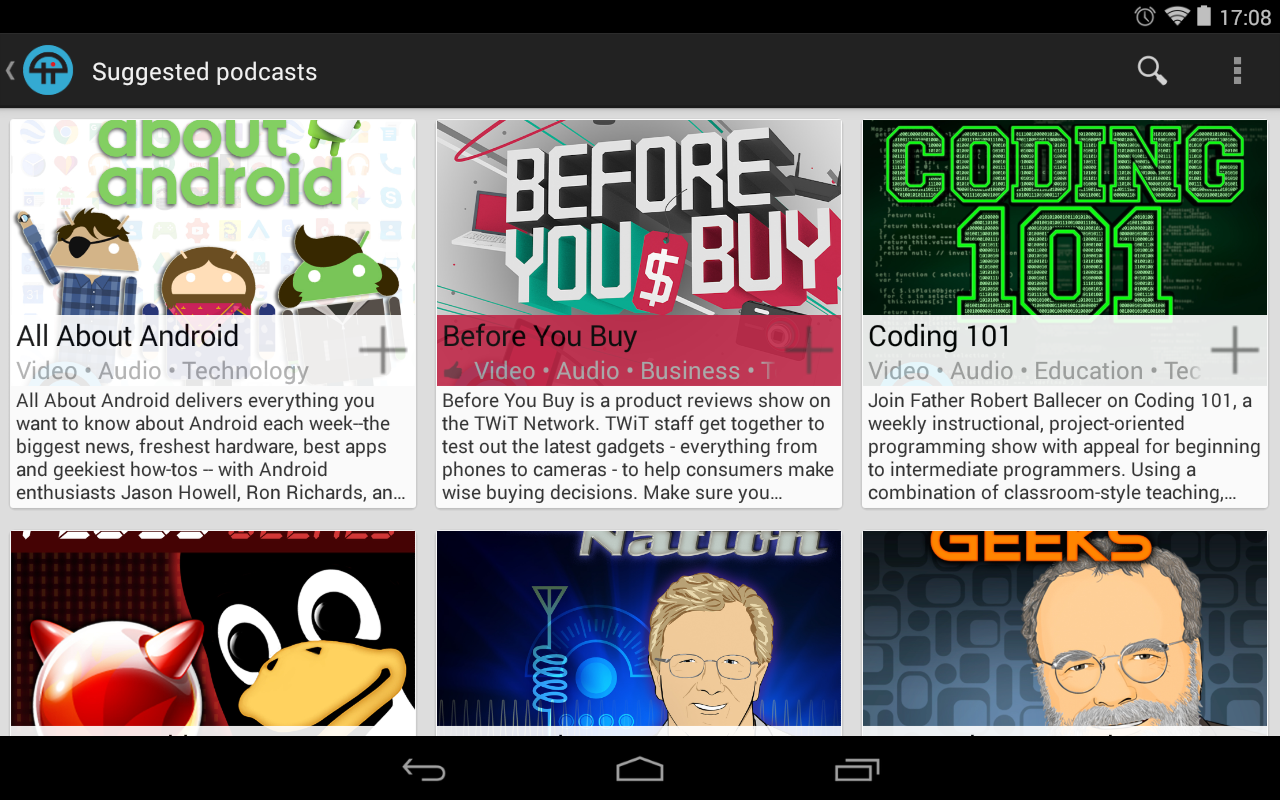 17:08
Suggested podcasts
about
android
BEFORE
YOU $ BUY
CODING
101
All About Android
Video • Audio • Technology
All About Android delivers everything you
want to know about Android each week--the
biggest news, freshest hardware, best apps
and geekiest how-tos -- with Android
enthusiasts Jason Howell, Ron Richards, an…
Before You Buy
Video • Audio • Business • T
Before You Buy is a product reviews show on
the TWiT Network. TWiT staff get together to
test out the latest gadgets - everything from
phones to cameras - to help consumers make
wise buying decisions. Make sure you…
Coding 101
Video • Audio • Education • Tec
Join Father Robert Ballecer on Coding 101, a
weekly instructional, project-oriented
programming show with appeal for beginning
to intermediate programmers. Using a
combination of classroom-style teaching,…
Nation
GEEKS